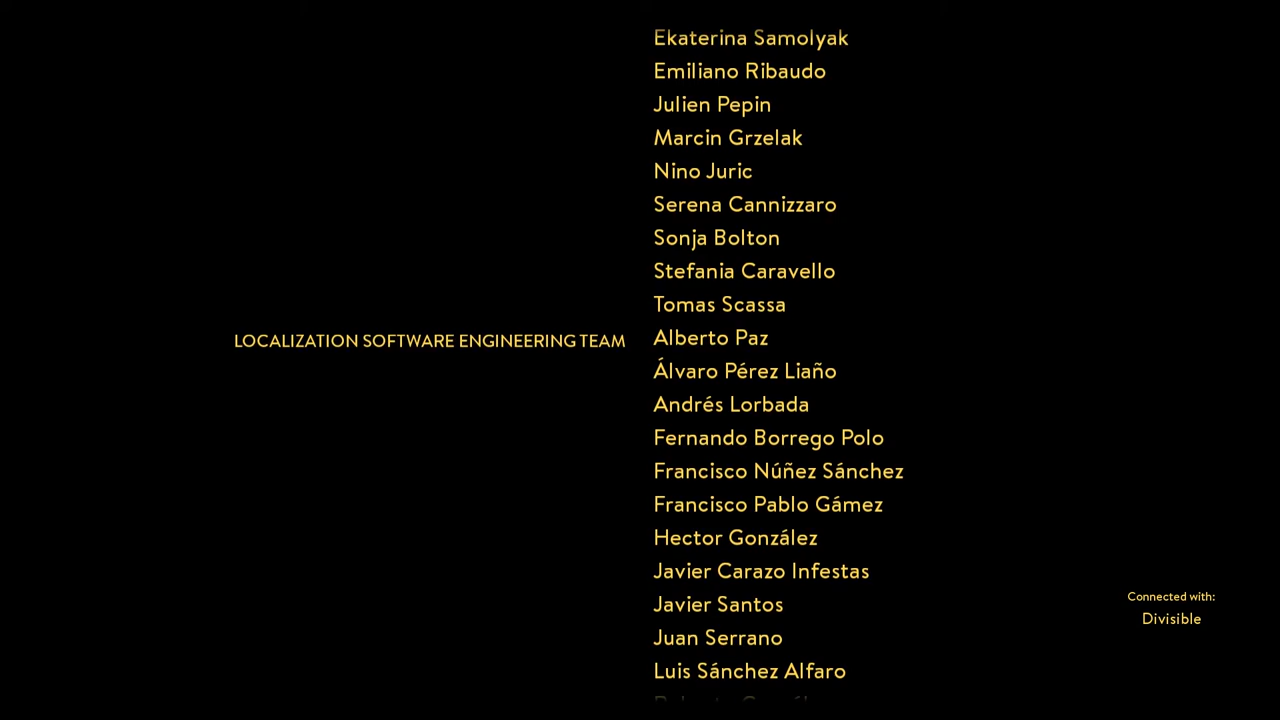 Ekaterina Samolyak
Emiliano Ribaudo
Julien Pepin
Marcin Grzelak
Nino Juric
Serena Cannizzaro
Sonja Bolton
Stefania Caravello
Tomas Scassa
LOCALIZATION SOFTWARE ENGINEERING TEAM Alberto Paz
Álvaro Pérez Liaño
Andrés Lorbada
Fernando Borrego Polo
Francisco Núñez Sánchez
Francisco Pablo Gámez
Hector González
Javier Carazo Infestas
Connected with:
Javier Santos
Divisible
Juan Serrano
Luis Sánchez Alfaro